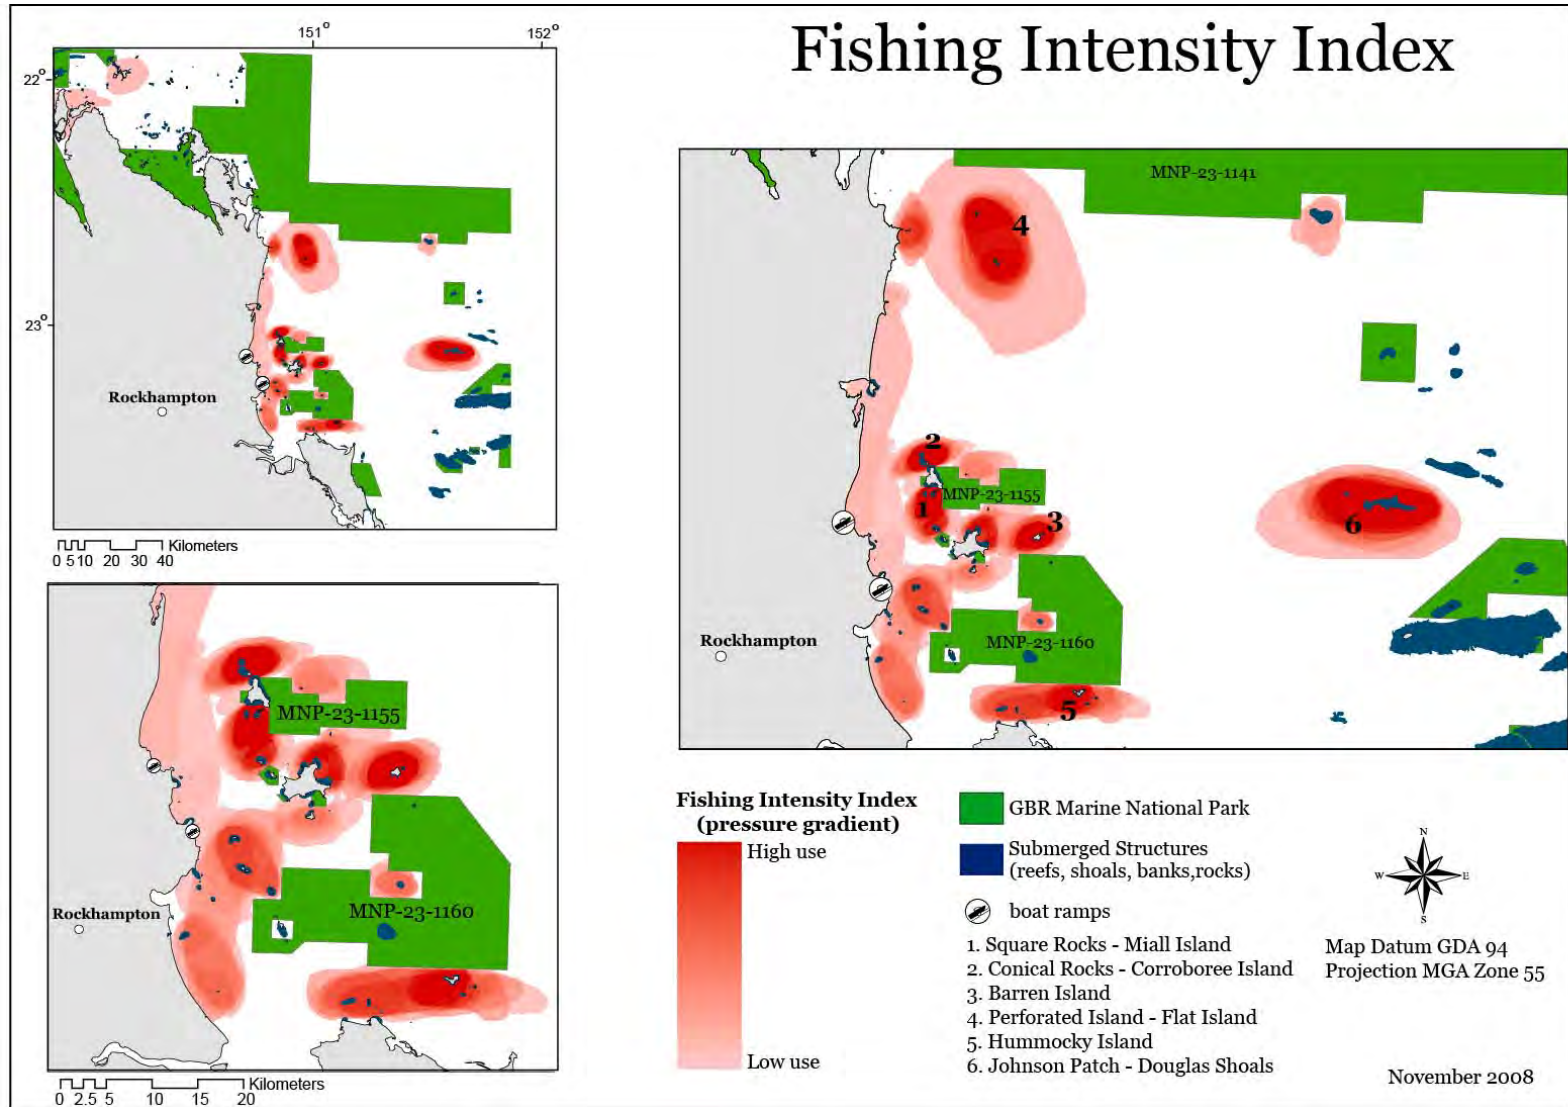 Fishing Intensity Index
151°
152°
22°
23°
Rockhampton
0 5 10 20 30 40 Kilometers
MNP-23-1141
4
2
MNP-23-1155
1
3
6
Rockhampton
MNP-23-1160
5
MNP-23-1155
Rockhampton
MNP-23-1160
0 2.5 5 10 15 20 Kilometers
Fishing Intensity Index
(pressure gradient)
High use
Low use
GBR Marine National Park
Submerged Structures
(reefs, shoals, banks,rocks)
boat ramps
1. Square Rocks - Miall Island
2. Conical Rocks - Corroboree Island
3. Barren Island
4. Perforated Island - Flat Island
5. Hummocky Island
6. Johnson Patch - Douglas Shoals
N
W E
S
Map Datum GDA 94
Projection MGA Zone 55
November 2008